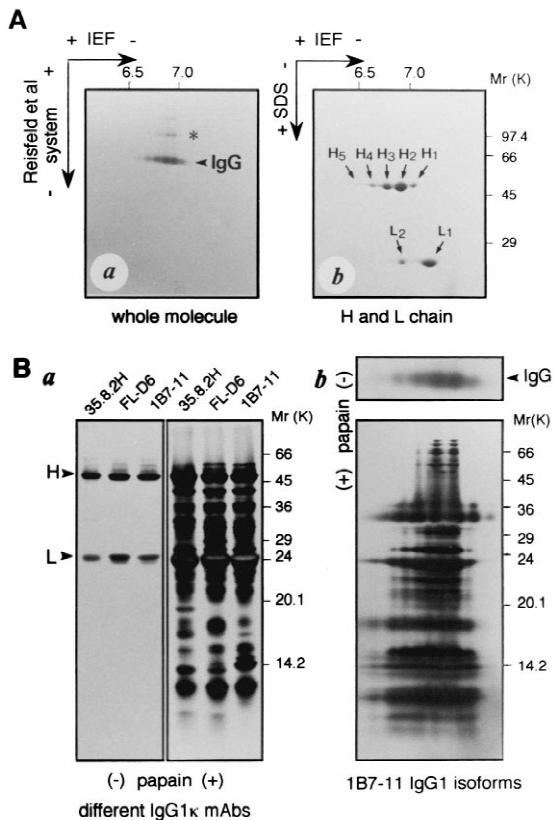 A
+ IEF -
6.5 7.0
+
Reisfeld et al
system
-
*
IgG
a
whole molecule
+ IEF -
6.5 7.0
-
SDS
+
Mr (K)
H5 H4 H3 H2 H1
L2 L1
97.4
66
45
29
b
H and L chain
B
a
35.8.2H
FL-D6
1B7-11
35.8.2H
FL-D6
1B7-11
Mr (K)
H
L
66
45
36
29
24
20.1
14.2
(-) papain (+)
different IgG1κ mAbs
b
(+) papain (-)
IgG
Mr(K)
66
45
36
29
24
20.1
14.2
1B7-11 IgG1 isoforms